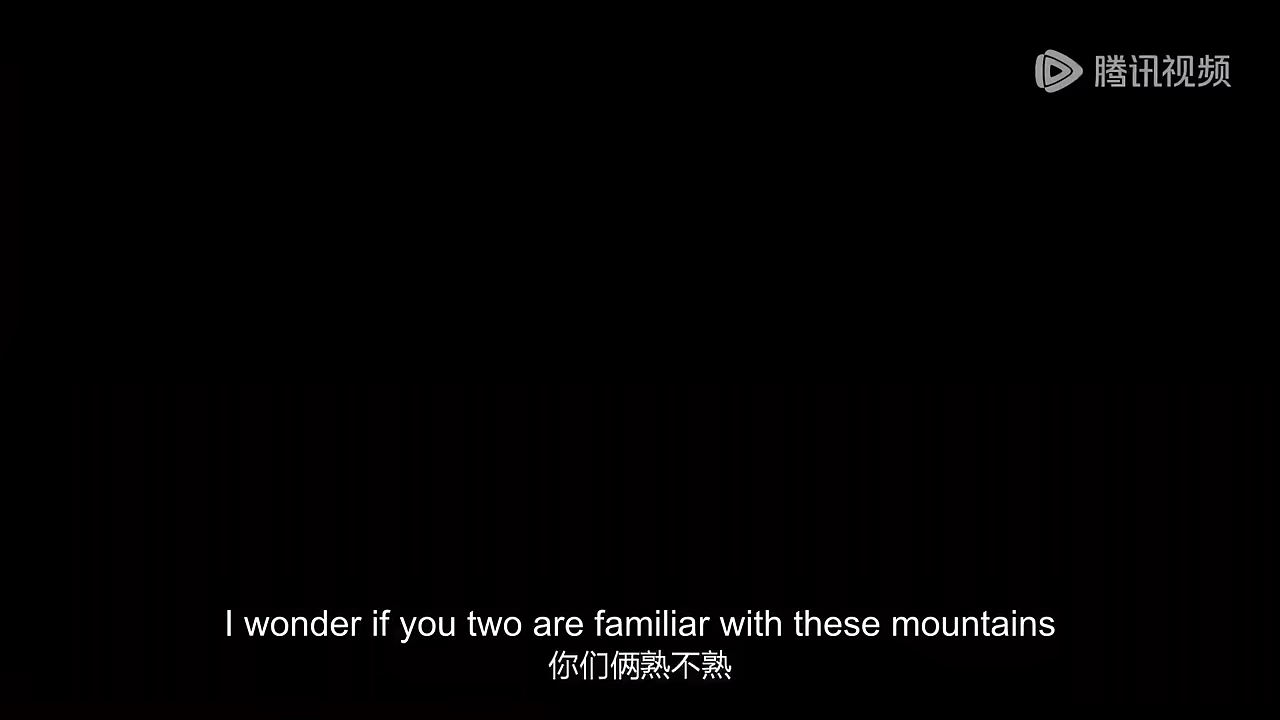 腾讯视频
I wonder if you two are familiar with these mountains
你们俩熟不熟